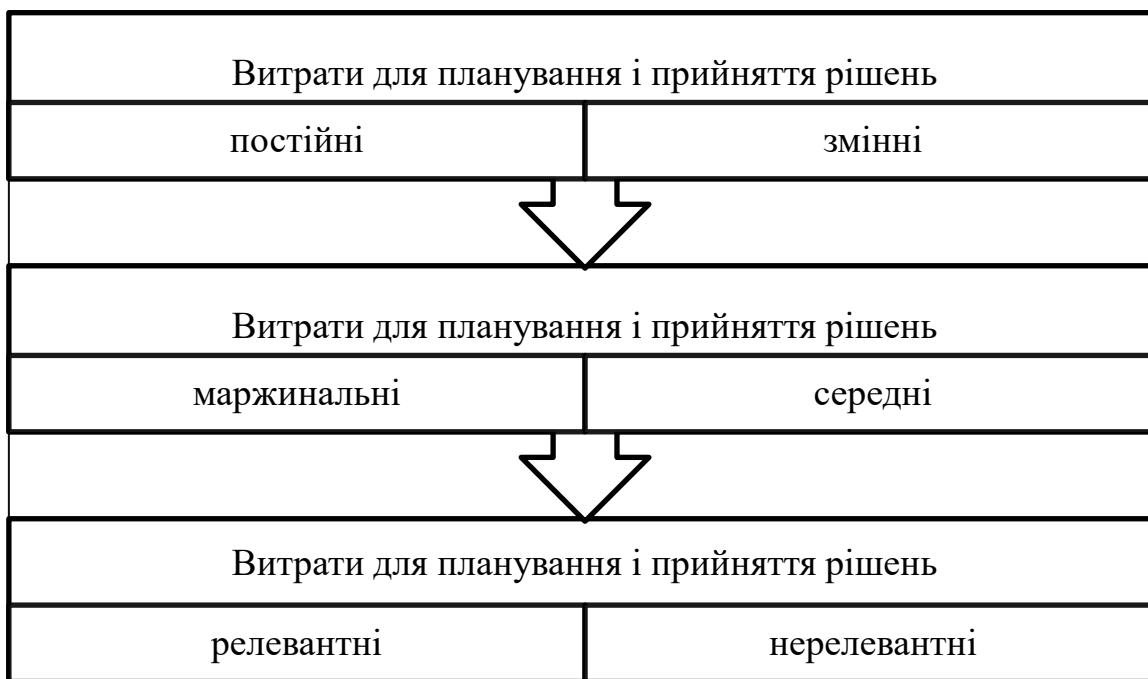 Витрати для планування і прийняття рішень
постійні
змінні
Витрати для планування і прийняття рішень
маржинальні
середні
Витрати для планування і прийняття рішень
релевантні
нерелевантні